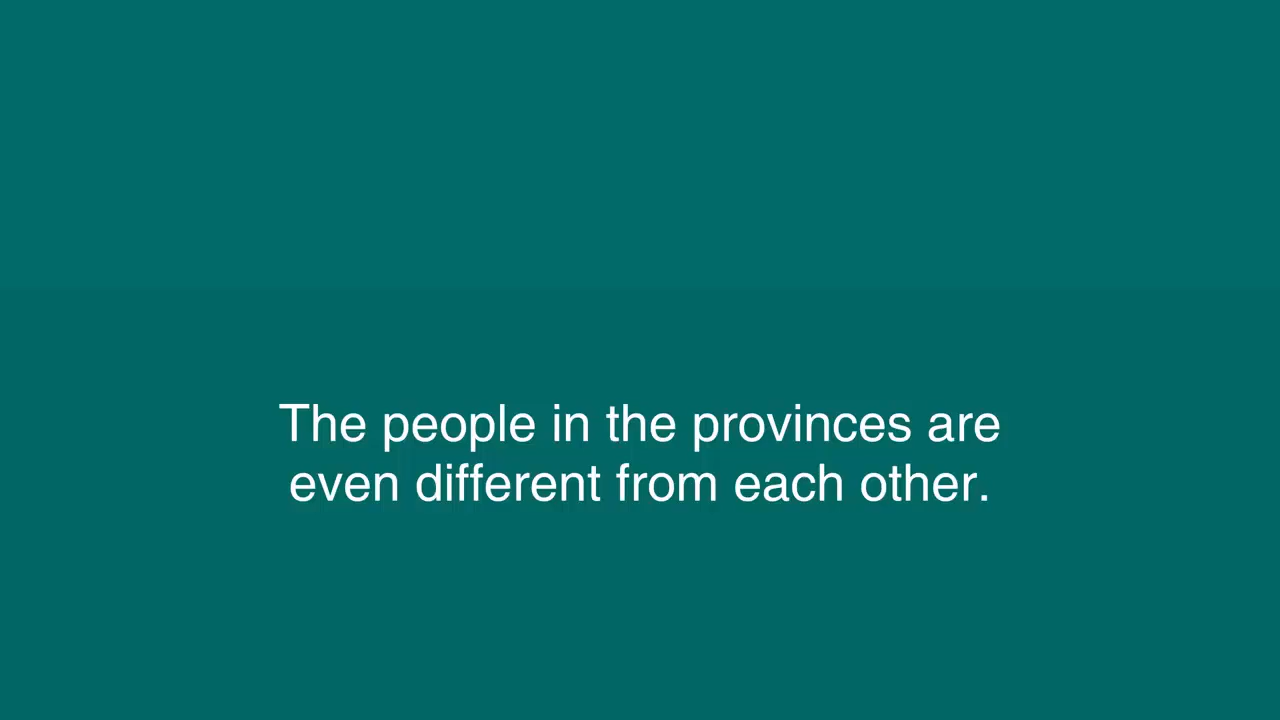 The people in the provinces are
even different from each other.